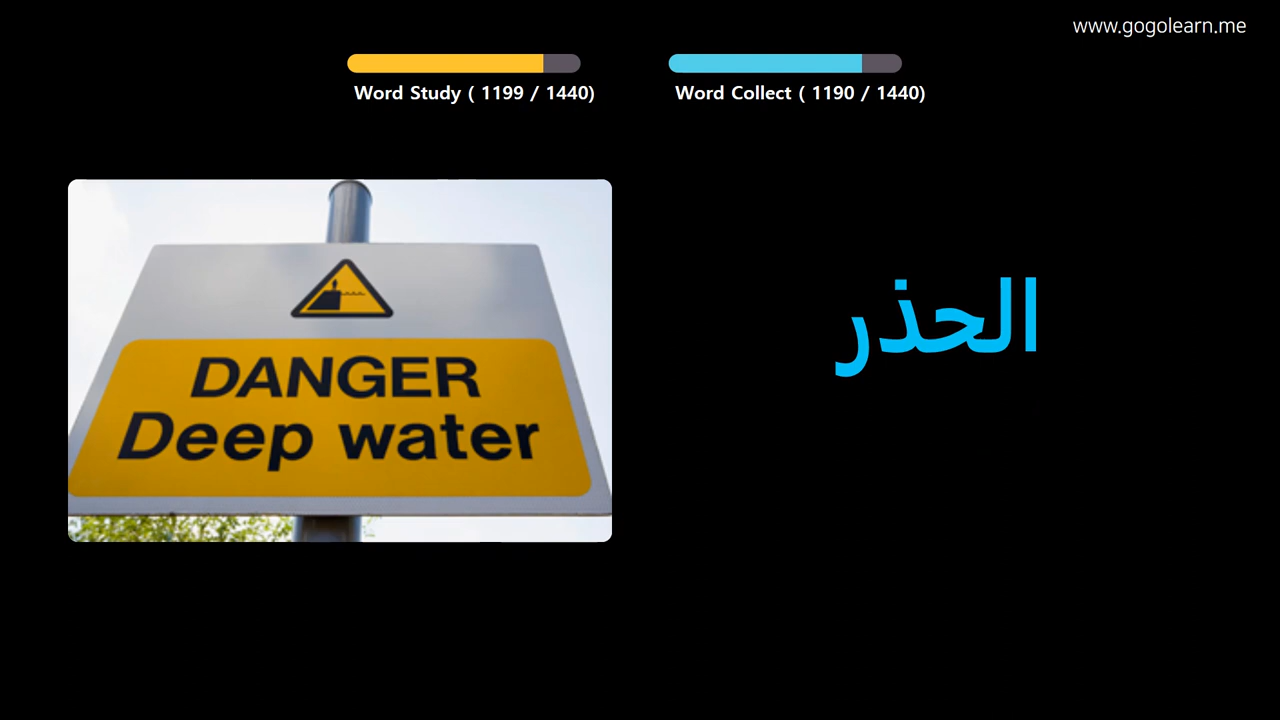 www.gogolearn.me
Word Study ( 1199 / 1440)
Word Collect ( 1190 / 1440)
DANGER
Deep water
الحذر